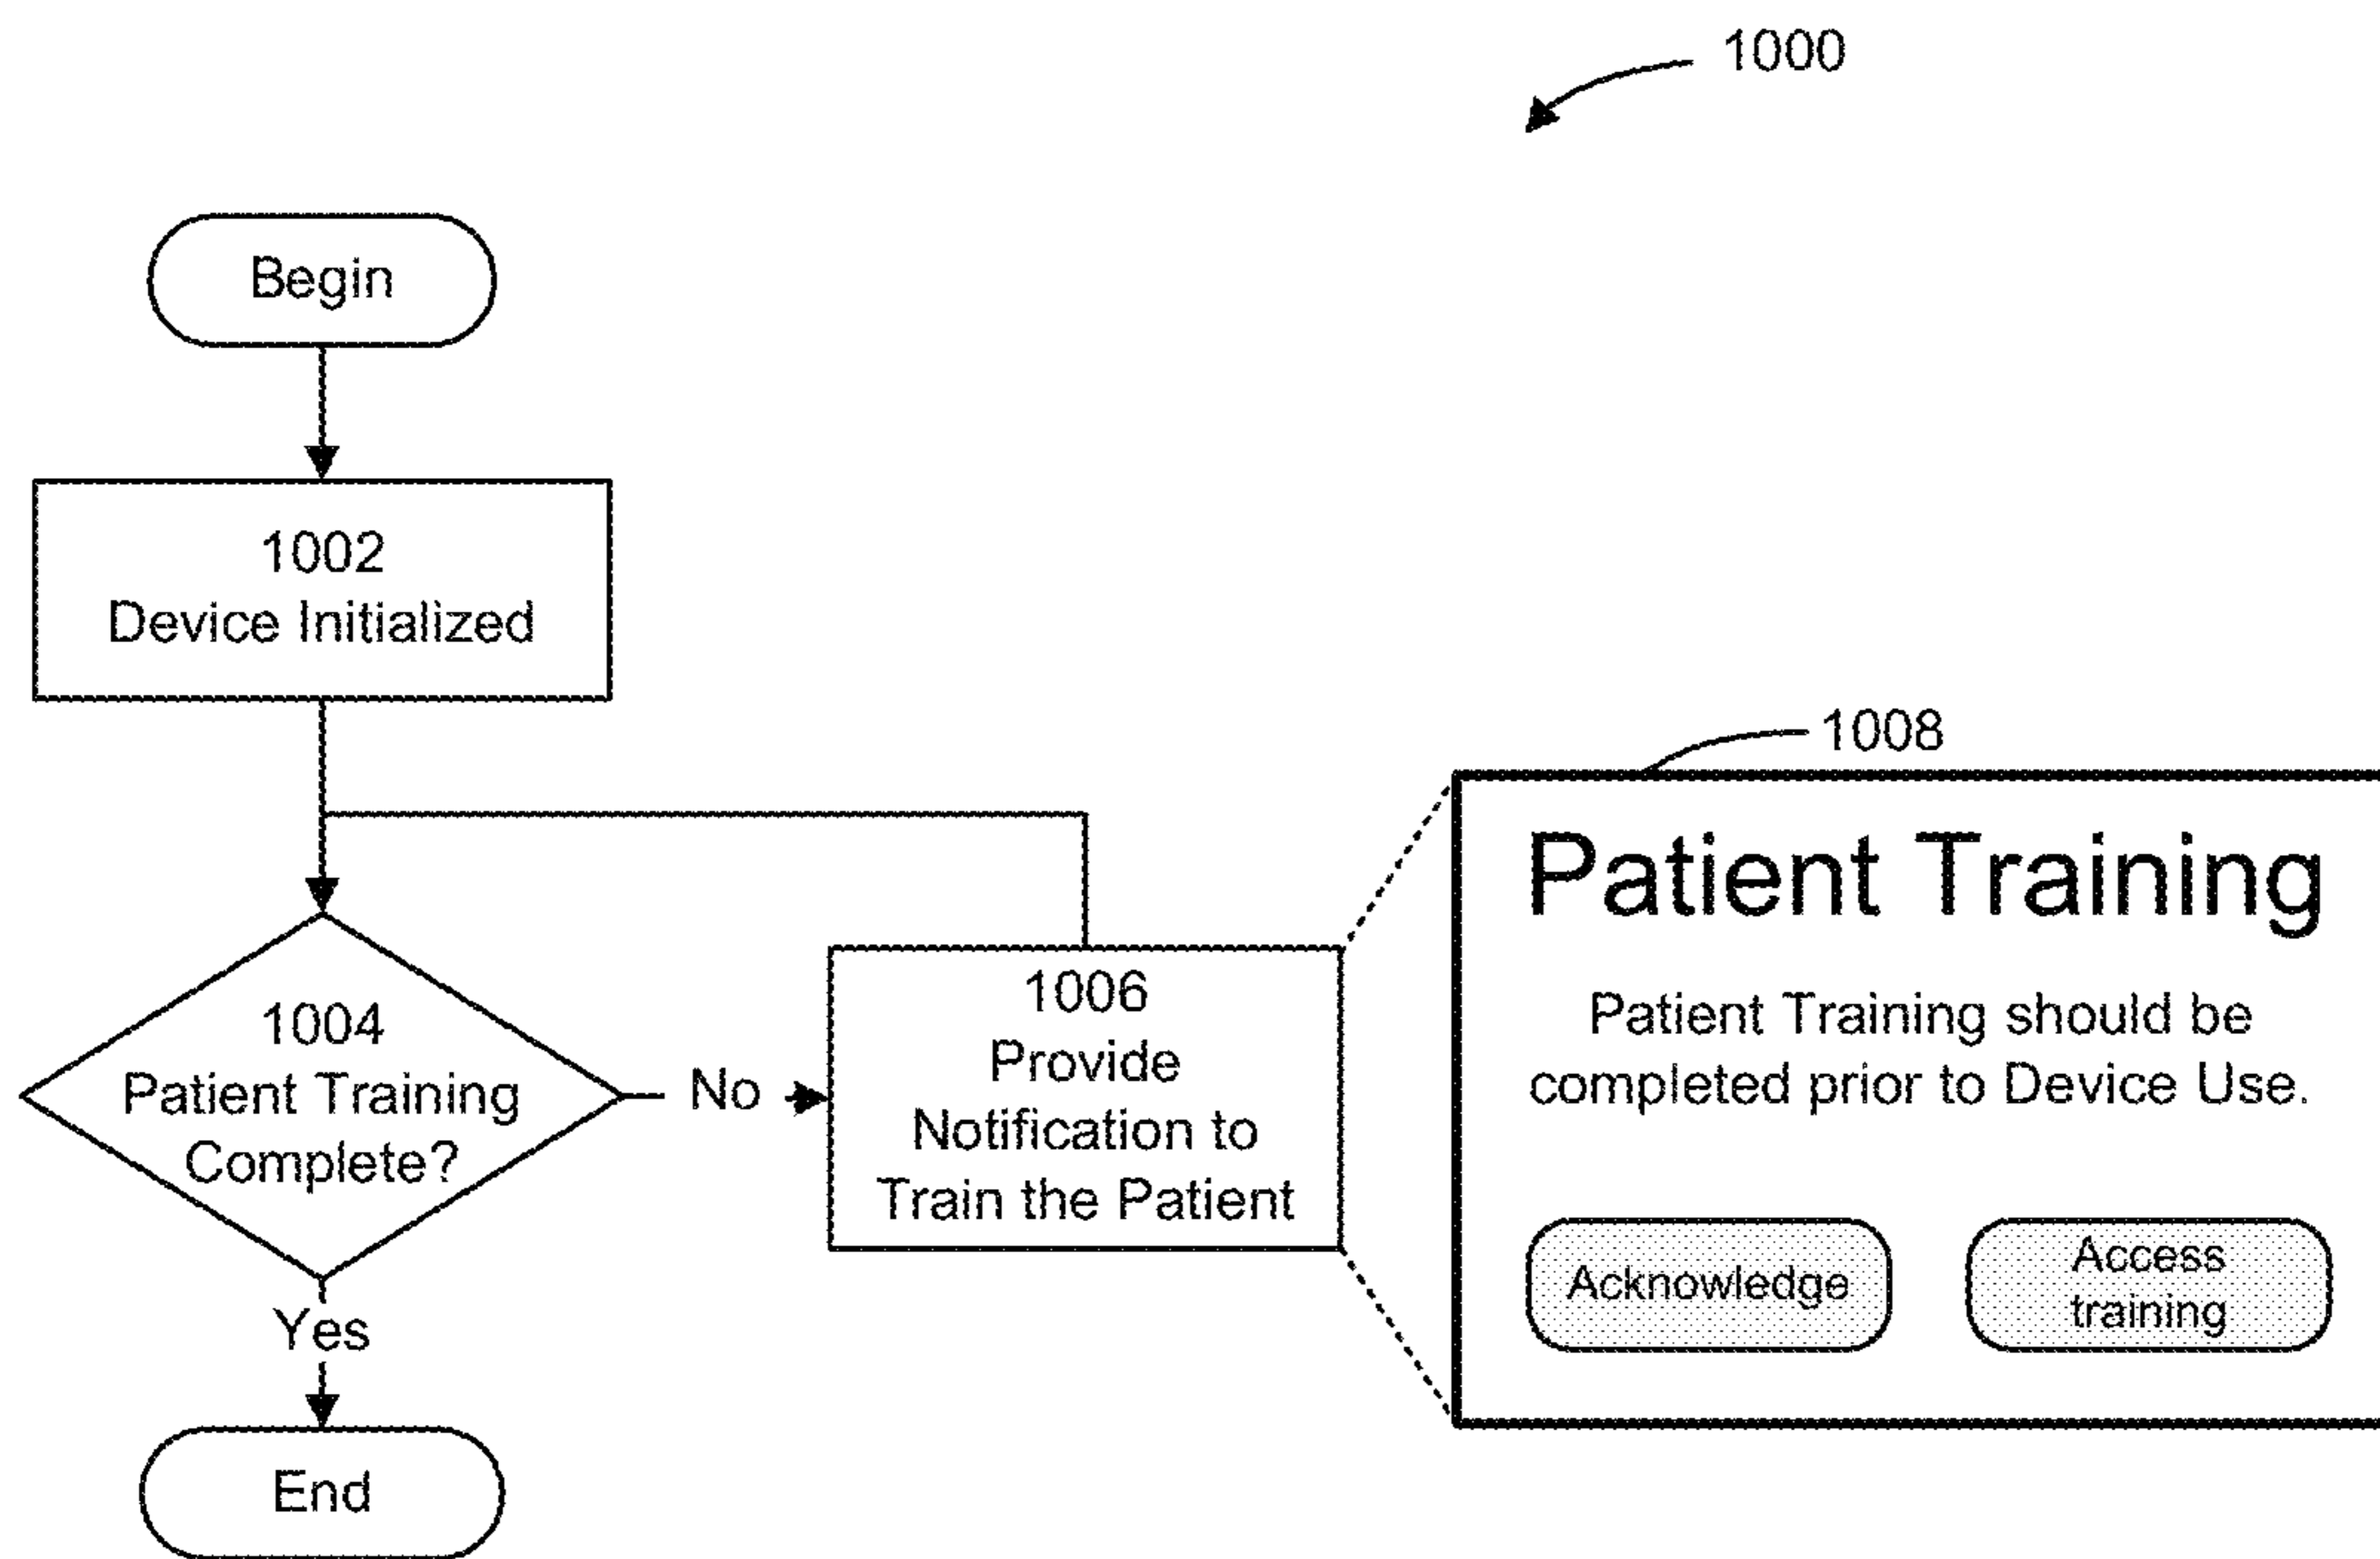 1000
Begin
1002
Device Initialized
1008
Patient Training
Patient Training should be
completed prior to Device Use.
Acknowledge
Access
training
1004
Patient Training
Complete?
No
1006
Provide
Notification to
Train the Patient
Yes
End